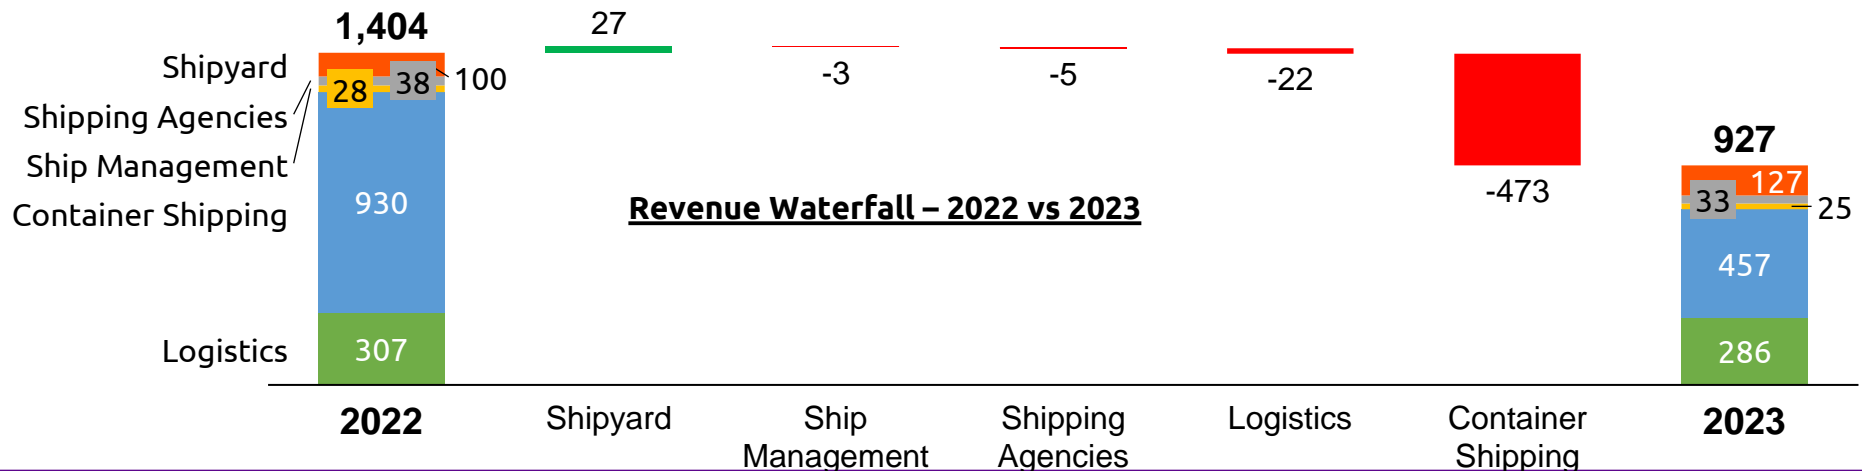 1,404
27
Shipyard
28
38
100
-3
-5
-22
Shipping Agencies
927
Ship Management
127
930
Revenue Waterfall – 2022 vs 2023
-473
33
25
Container Shipping
457
Logistics
307
286
2022
Shipyard
Ship
Management
Shipping
Agencies
Logistics
Container
Shipping
2023